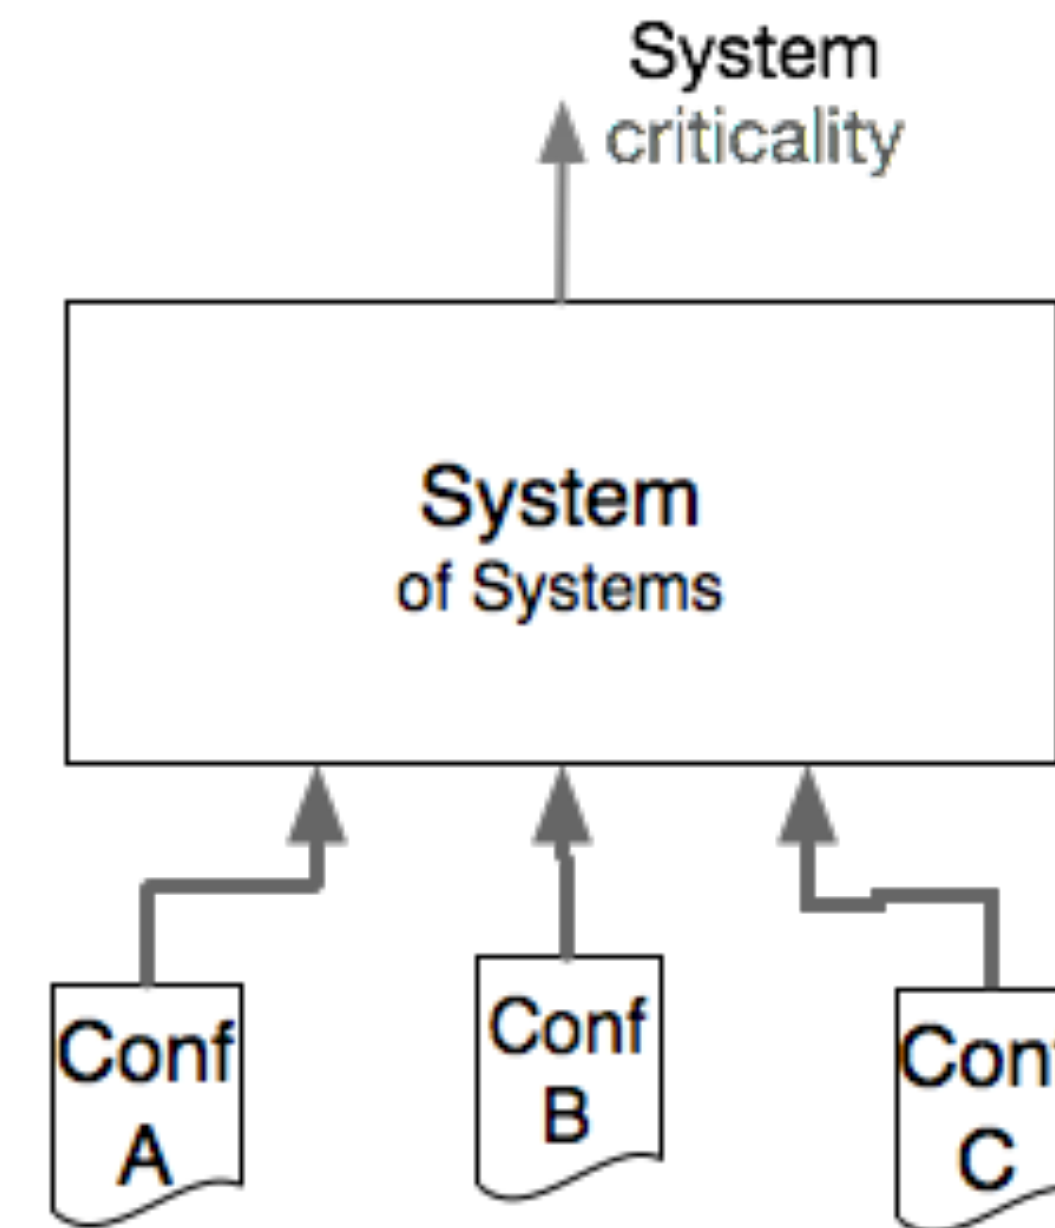 System
criticality
System
of Systems
Conf
A
Conf
B
Conf
C